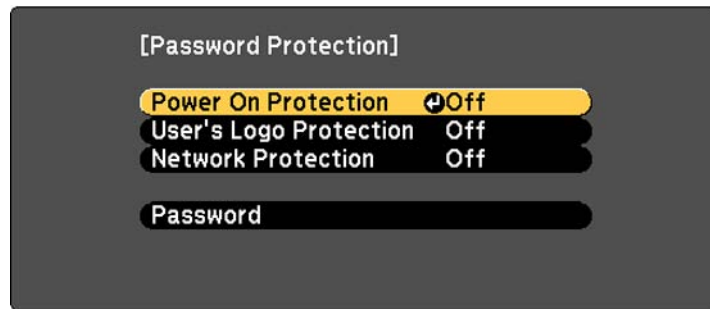 [Password Protection]
Power On Protection Off
User's Logo Protection Off
Network Protection Off
Password